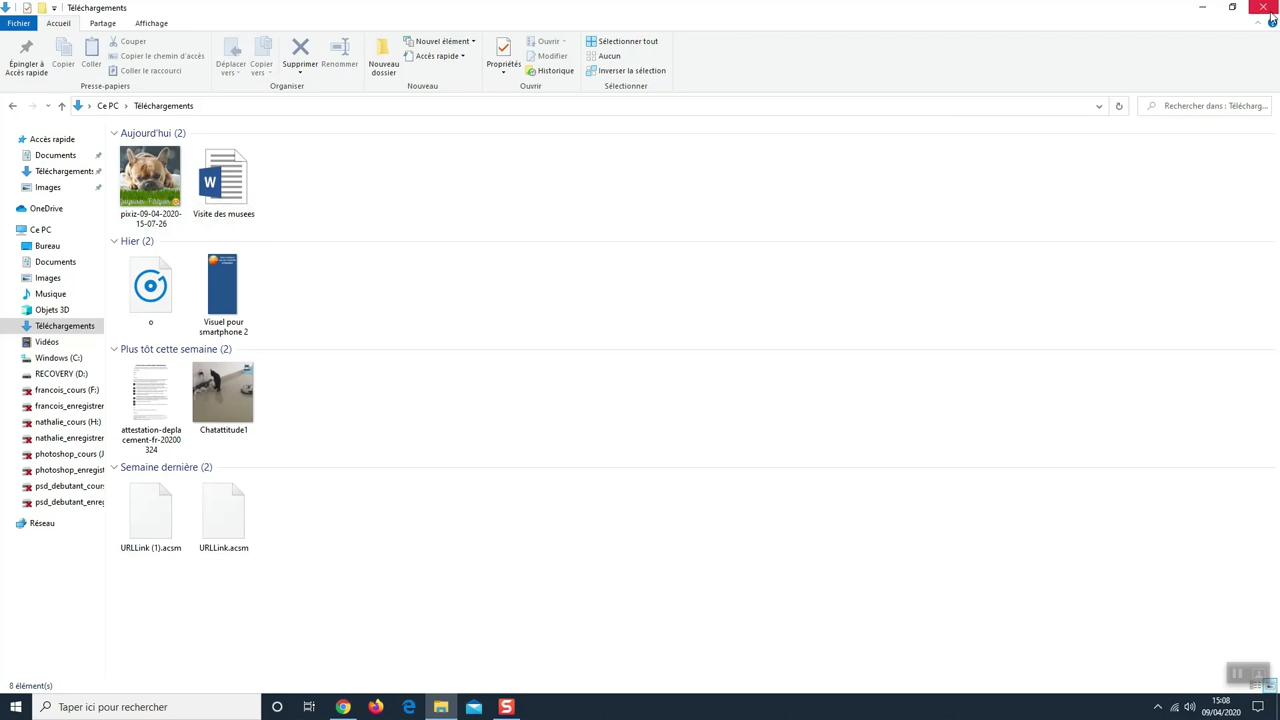 Téléchargements
Fichier Accueil Partage Affichage
Épingler à Accès rapide
Copier
Coller
Couper
Copier le chemin d'accès
Coller le raccourci
Presse-papiers
Déplacer vers
Copier vers
Supprimer
Renommer
Organiser
Nouveau dossier
Nouvel élément
Accès rapide
Nouveau
Propriétés
Ouvrir
Modifier
Historique
Ouvrir
Sélectionner tout
Aucun
Inverser la sélection
Sélectionner
Ce PC > Téléchargements
Rechercher dans : Télécharg...
Accès rapide
Documents
Téléchargements
Images
OneDrive
Ce PC
Bureau
Documents
Images
Musique
Objets 3D
Téléchargements
Vidéos
Windows (C:)
RECOVERY (D:)
francois_cours (F:)
francois_enregistrer
nathalie_cours (H:)
nathalie_enregistrer
photoshop_cours (J
photoshop_enregist
psd_debutant_cours
psd_debutant_enreg
Réseau
Aujourd'hui (2)
pixiz-09-04-2020-
15-07-26
Visite des musees
Hier (2)
o
Visuel pour
smartphone 2
Plus tôt cette semaine (2)
attestation-depla
cement-fr-20200
324
Chatattitude1
Semaine dernière (2)
URLLink (1).acsm
URLLink.acsm
8 élément(s)
Taper ici pour rechercher
15:08
09/04/2020